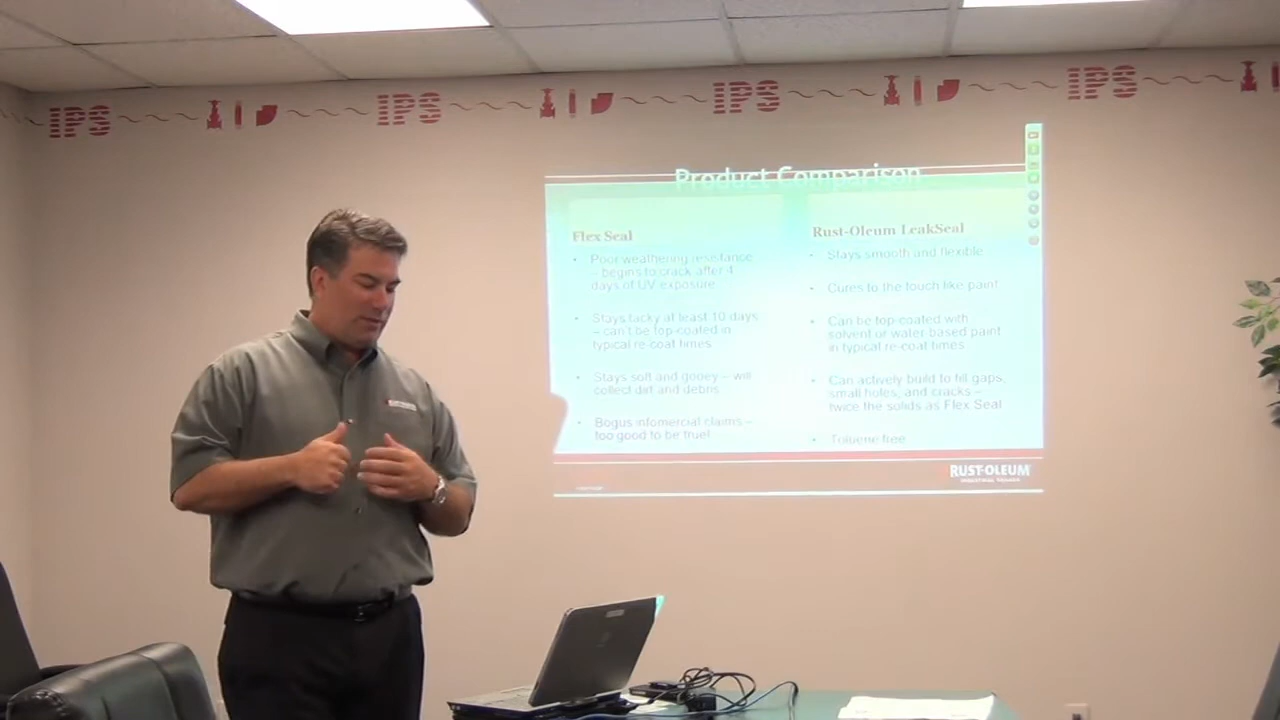 IPS IPS IPS IPS
Product Comparison
Flex Seal
• Poor weathering resistance
– begins to crack after 4
days of UV exposure
• Stays tacky at least 10 days
– can't be top-coated in
typical re-coat times
• Stays soft and gooey – will
collect dirt and debris
• Bogus infomercial claims –
too good to be true!
Rust-Oleum LeakSeal
• Stays smooth and flexible
• Cures to the touch like paint
• Can be top-coated with
solvent or water-based paint
in typical re-coat times
• Can actively build to fill gaps,
small holes, and cracks –
twice the solids as Flex Seal
• Toluene free
RUST-OLEUM